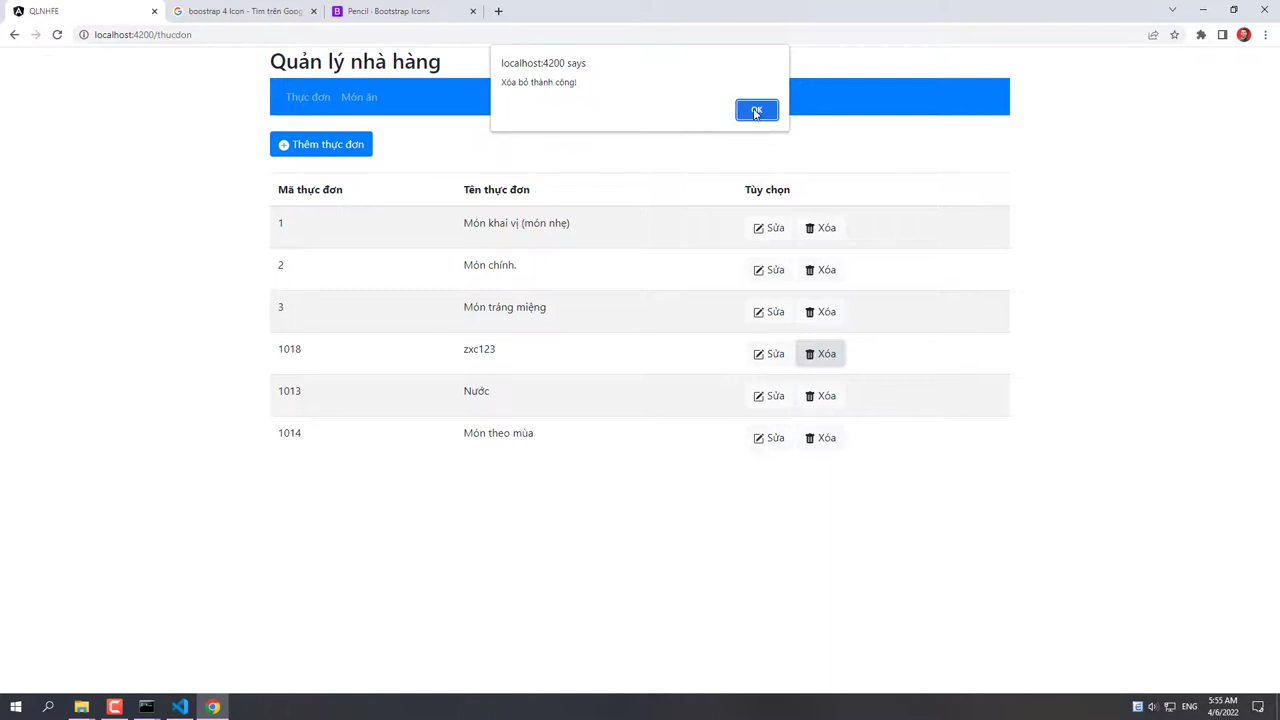 QLNHFE
boostrap 4 Icon - Tìm trên Goog
Pencil · Bootstrap Icons
localhost:4200/thucdon
Quản lý nhà hàng
localhost:4200 says
Xóa bỏ thành công!
OK
Thực đơn Món ăn
Thêm thực đơn
Mã thực đơn Tên thực đơn Tùy chọn
1 Món khai vị (món nhẹ) Sửa Xóa
2 Món chính. Sửa Xóa
3 Món tráng miệng Sửa Xóa
1018 zxc123 Sửa Xóa
1013 Nước Sửa Xóa
1014 Món theo mùa Sửa Xóa
ENG
5:55 AM
4/6/2022